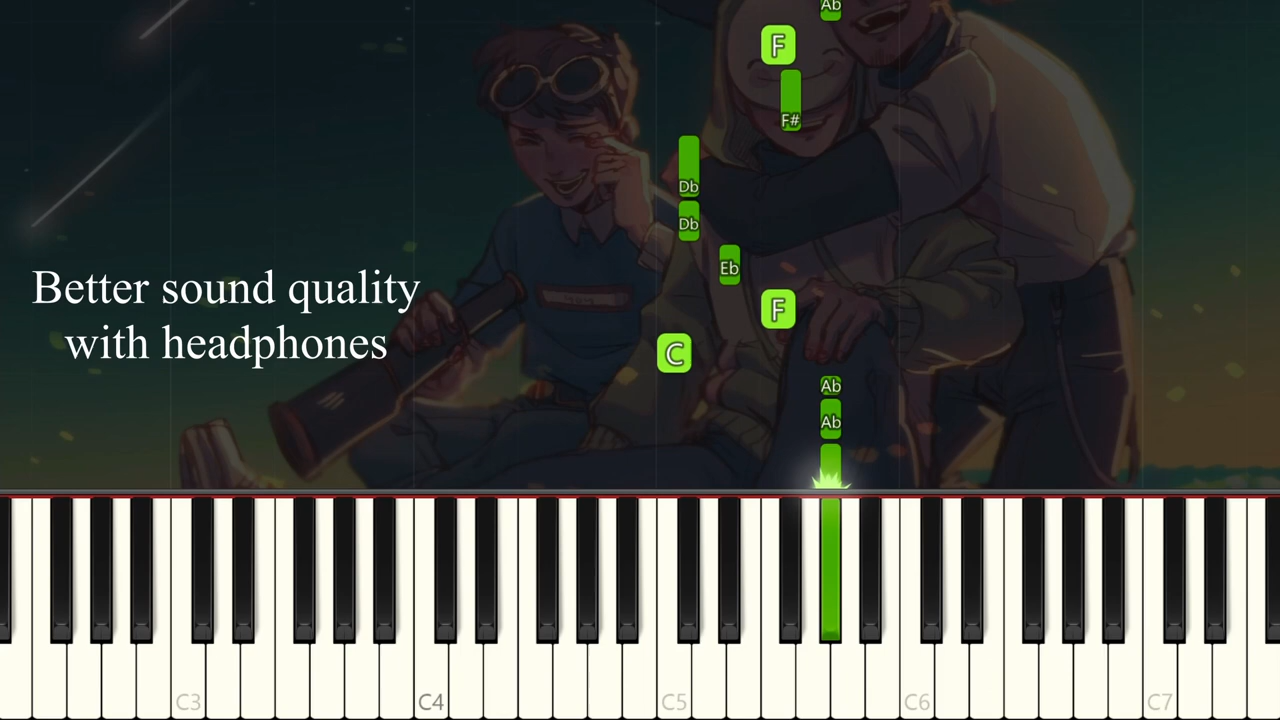 Ab
F
F#
Db
Db
Eb
Better sound quality
with headphones
F
C
Ab
Ab
C3 C4 C5 C6 C7